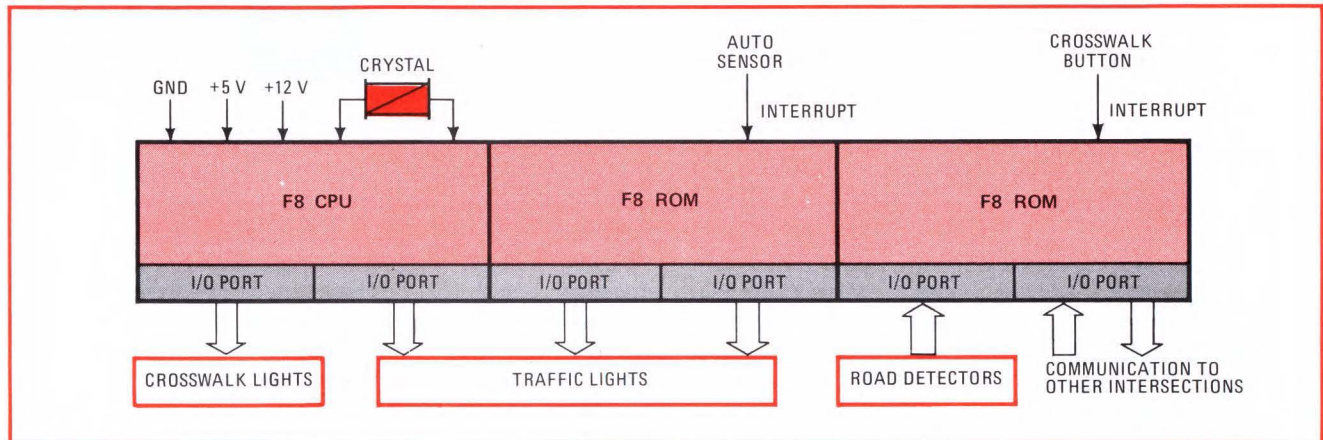 AUTO
SENSOR
CROSSWALK
BUTTON
CRYSTAL
GND +5 V +12 V
INTERRUPT
INTERRUPT
F8 CPU
F8 ROM
F8 ROM
I/O PORT
I/O PORT
I/O PORT
I/O PORT
I/O PORT
I/O PORT
CROSSWALK LIGHTS
TRAFFIC LIGHTS
ROAD DETECTORS
COMMUNICATION TO
OTHER INTERSECTIONS